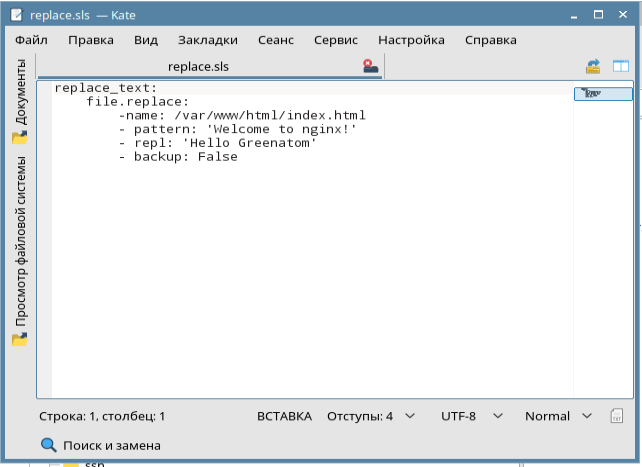 replace.sls — Kate
Файл Правка Вид Закладки Сеанс Сервис Настройка Справка
replace.sls
Документы
Просмотр файловой системы
replace_text:
    file.replace:
        -name: /var/www/html/index.html
        - pattern: 'Welcome to nginx!'
        - repl: 'Hello Greenatom'
        - backup: False
Строка: 1, столбец: 1 ВСТАВКА Отступы: 4 UTF-8 Normal
Поиск и замена